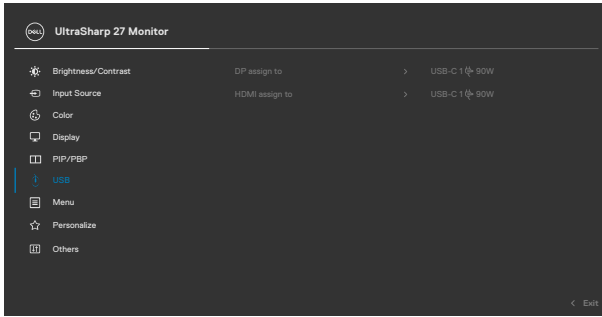 DELL UltraSharp 27 Monitor
Brightness/Contrast DP assign to > USB-C 1 90W
Input Source HDMI assign to > USB-C 1 90W
Color
Display
PIP/PBP
USB
Menu
Personalize
Others
< Exit